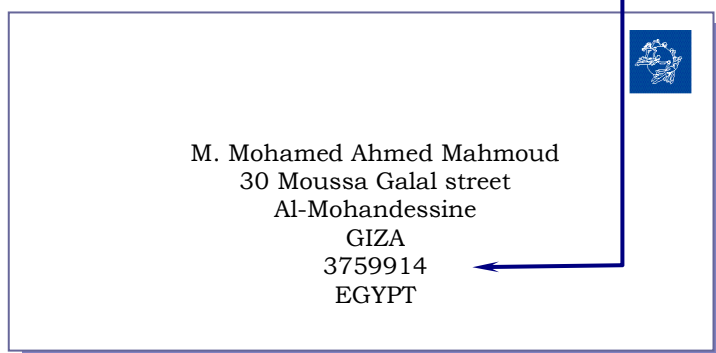 M. Mohamed Ahmed Mahmoud
30 Moussa Galal street
Al-Mohandessine
GIZA
3759914
EGYPT